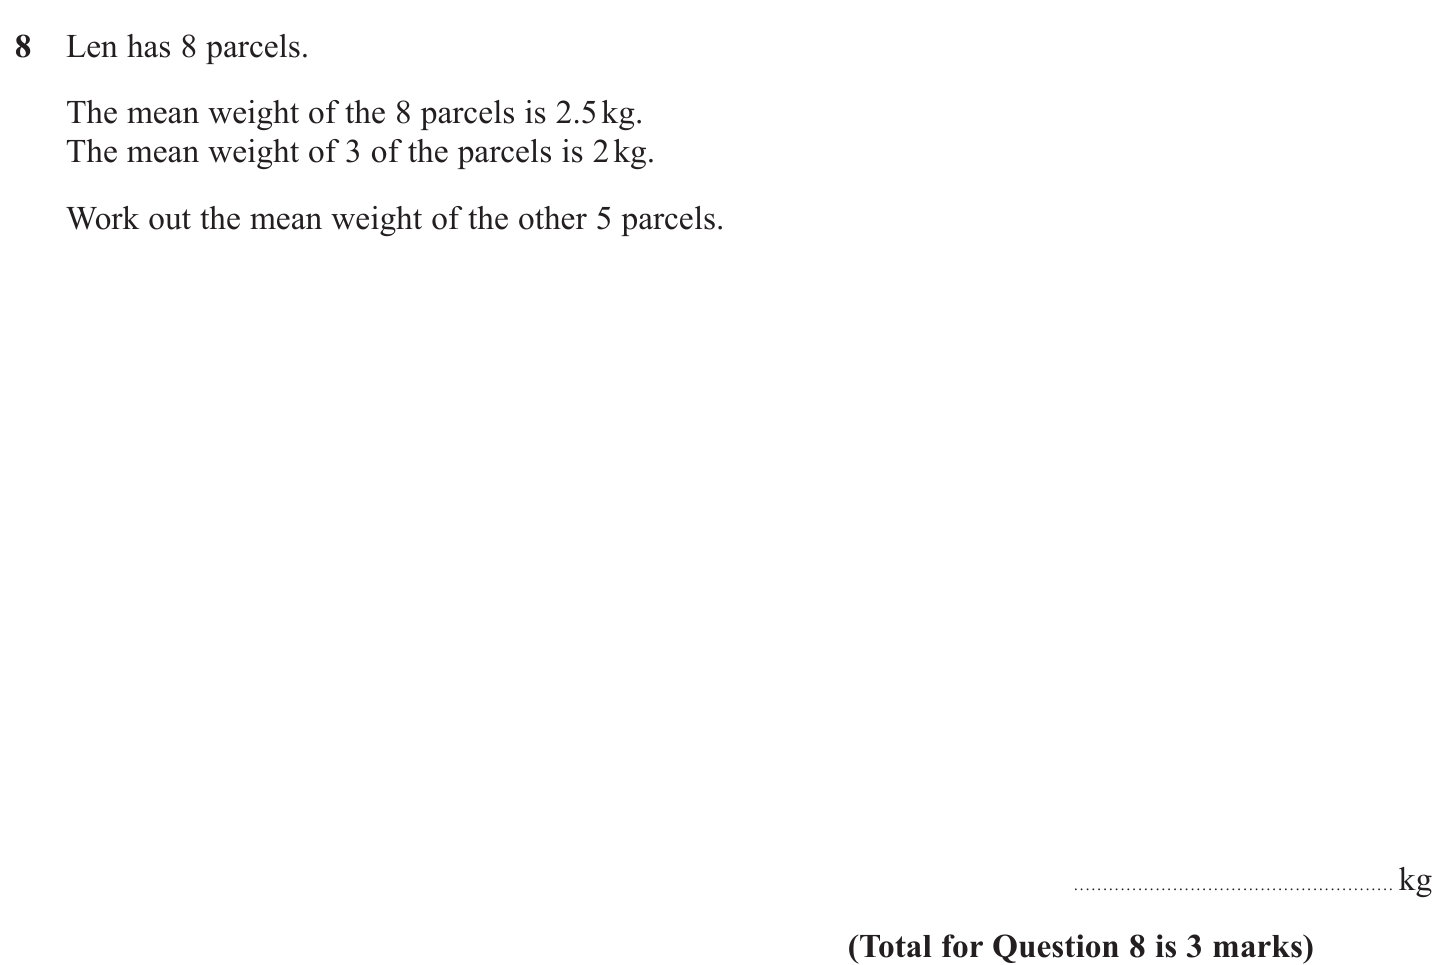 8 Len has 8 parcels.
The mean weight of the 8 parcels is 2.5 kg.
The mean weight of 3 of the parcels is 2 kg.
Work out the mean weight of the other 5 parcels.
........................................................ kg
(Total for Question 8 is 3 marks)